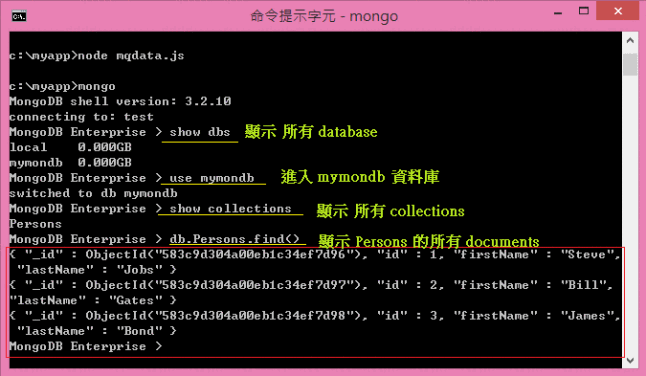 命令提示字元 - mongo
c:\myapp>node mqdata.js
c:\myapp>mongo
MongoDB shell version: 3.2.10
connecting to: test
MongoDB Enterprise > show dbs 顯示 所有 database
local    0.000GB
mymondb  0.000GB
MongoDB Enterprise > use mymondb 進入 mymondb 資料庫
switched to db mymondb
MongoDB Enterprise > show collections 顯示 所有 collections
Persons
MongoDB Enterprise > db.Persons.find() 顯示 Persons 的所有 documents
{ "_id" : ObjectId("583c9d304a00eb1c34ef7d96"), "id" : 1, "firstName" : "Steve",
 "lastName" : "Jobs" }
{ "_id" : ObjectId("583c9d304a00eb1c34ef7d97"), "id" : 2, "firstName" : "Bill",
"lastName" : "Gates" }
{ "_id" : ObjectId("583c9d304a00eb1c34ef7d98"), "id" : 3, "firstName" : "James",
 "lastName" : "Bond" }
MongoDB Enterprise >